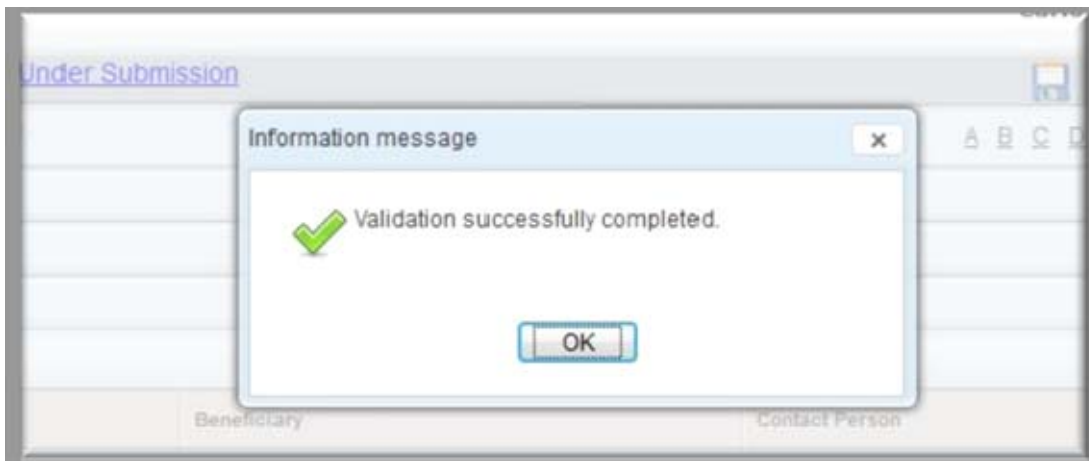 Under Submission
Information message
x
A B C D
Validation successfully completed.
OK
Beneficiary
Contact Person